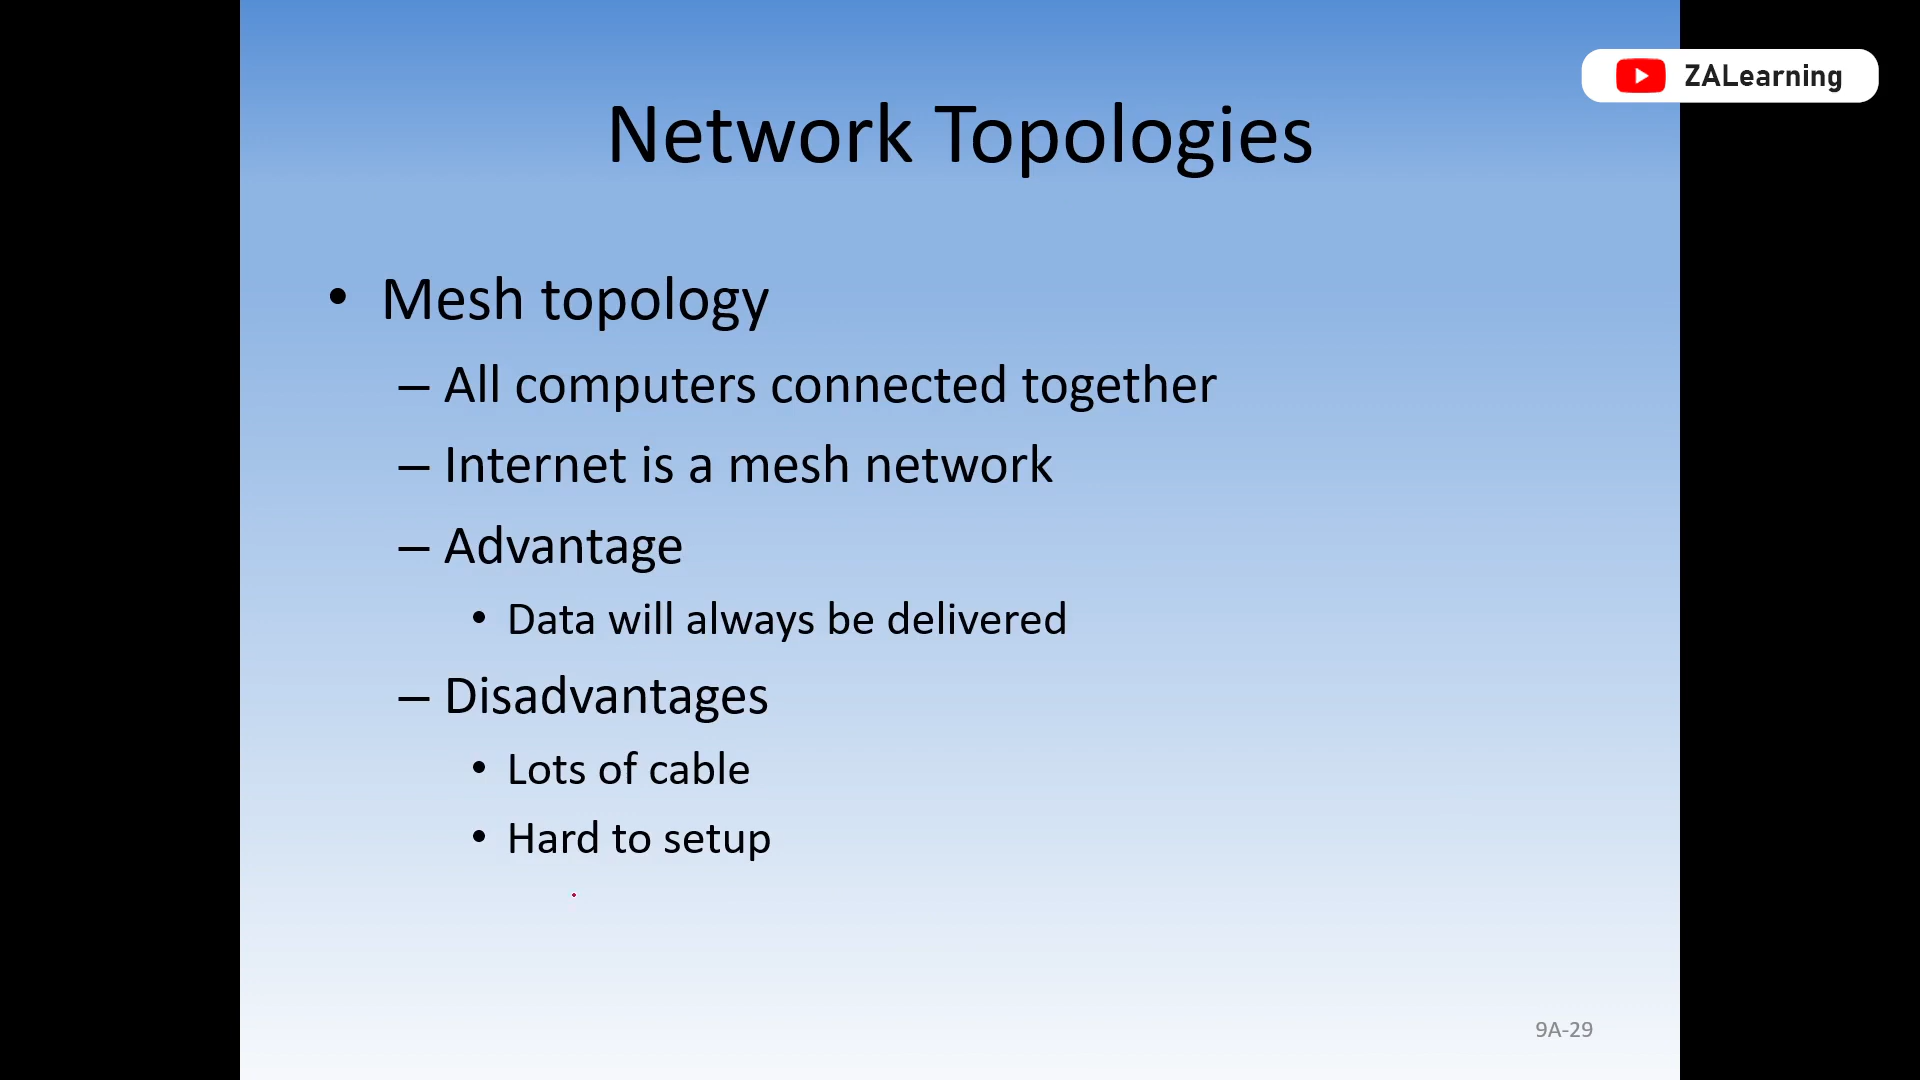 ZALearning
Network Topologies
• Mesh topology
– All computers connected together
– Internet is a mesh network
– Advantage
• Data will always be delivered
– Disadvantages
• Lots of cable
• Hard to setup
9A-29